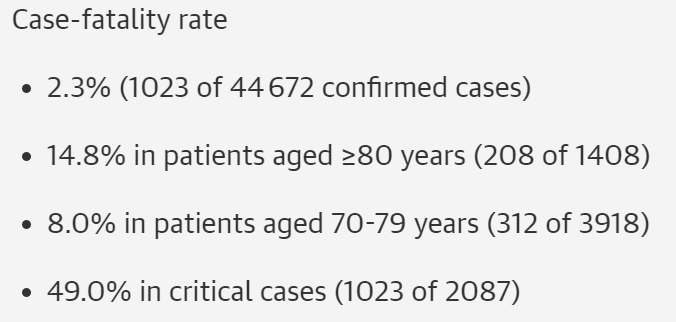 Case-fatality rate
• 2.3% (1023 of 44 672 confirmed cases)
• 14.8% in patients aged ≥80 years (208 of 1408)
• 8.0% in patients aged 70-79 years (312 of 3918)
• 49.0% in critical cases (1023 of 2087)